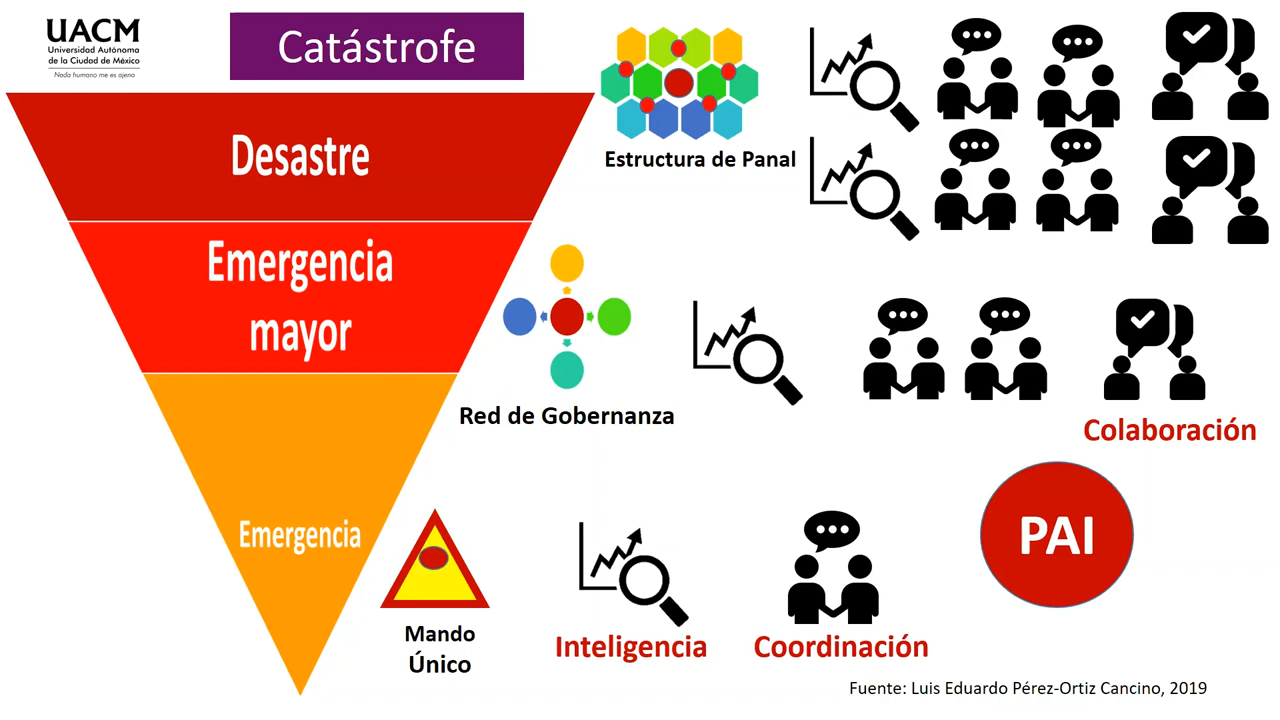 UACM
Universidad Autónoma
de la Ciudad de México
Nada humano me es ajeno
Catástrofe
Desastre
Estructura de Panal
Emergencia
mayor
Red de Gobernanza
Colaboración
Emergencia
PAI
Mando
Único
Inteligencia
Coordinación
Fuente: Luis Eduardo Pérez-Ortiz Cancino, 2019